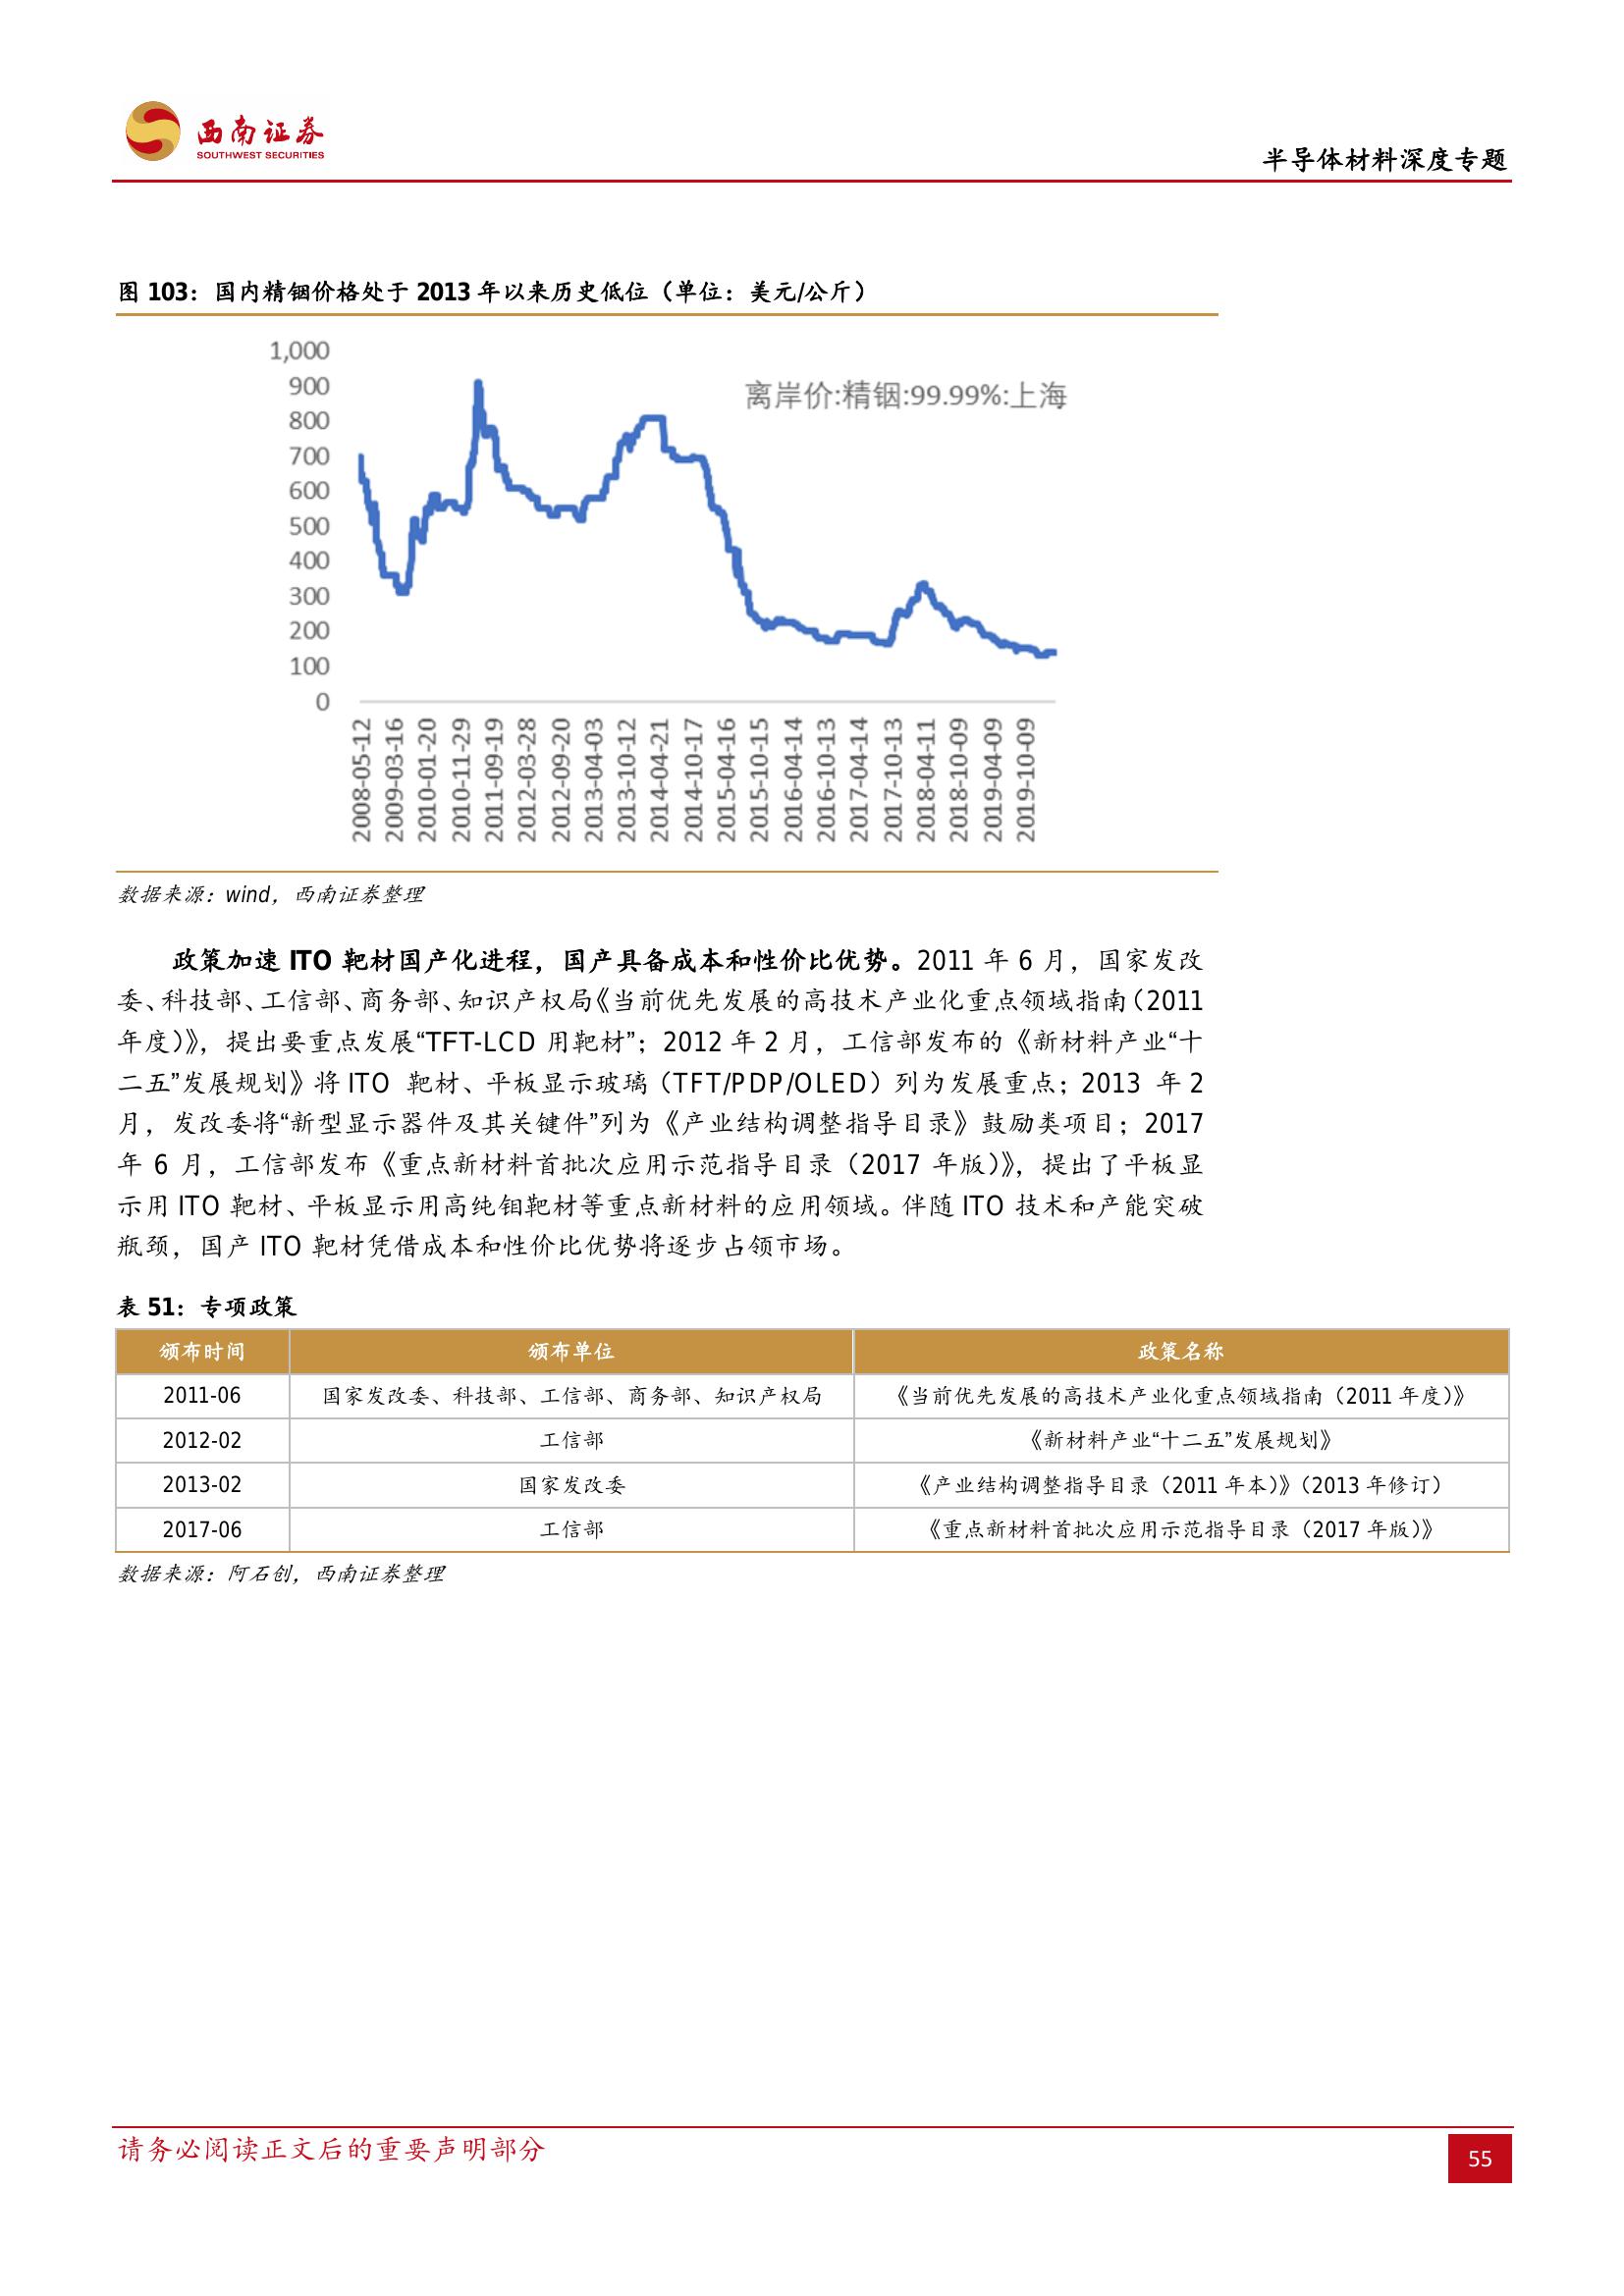 西南证券
SOUTHWEST SECURITIES
半导体材料深度专题
图 103：国内精铟价格处于 2013 年以来历史低位（单位：美元/公斤）
1,000
900
800
700
600
500
400
300
200
100
0
离岸价:精铟:99.99%:上海
2008-05-12
2009-03-16
2010-01-20
2010-11-29
2011-09-19
2012-03-28
2012-09-20
2013-04-03
2013-10-12
2014-04-21
2014-10-17
2015-04-16
2015-10-15
2016-04-14
2016-10-13
2017-04-14
2017-10-13
2018-04-11
2018-10-09
2019-04-09
2019-10-09
数据来源：wind，西南证券整理
政策加速 ITO 靶材国产化进程，国产具备成本和性价比优势。2011 年 6 月，国家发改
委、科技部、工信部、商务部、知识产权局《当前优先发展的高技术产业化重点领域指南（2011
年度）》，提出要重点发展“TFT-LCD 用靶材”；2012 年 2 月，工信部发布的《新材料产业“十
二五”发展规划》将 ITO 靶材、平板显示玻璃（TFT/PDP/OLED）列为发展重点；2013 年 2
月，发改委将“新型显示器件及其关键件”列为《产业结构调整指导目录》鼓励类项目；2017
年 6 月，工信部发布《重点新材料首批次应用示范指导目录（2017 年版）》，提出了平板显
示用 ITO 靶材、平板显示用高纯钼靶材等重点新材料的应用领域。伴随 ITO 技术和产能突破
瓶颈，国产 ITO 靶材凭借成本和性价比优势将逐步占领市场。
表 51：专项政策
颁布时间 颁布单位 政策名称
2011-06 国家发改委、科技部、工信部、商务部、知识产权局 《当前优先发展的高技术产业化重点领域指南（2011 年度）》
2012-02 工信部 《新材料产业“十二五”发展规划》
2013-02 国家发改委 《产业结构调整指导目录（2011 年本）》（2013 年修订）
2017-06 工信部 《重点新材料首批次应用示范指导目录（2017 年版）》
数据来源：阿石创，西南证券整理
请务必阅读正文后的重要声明部分
55